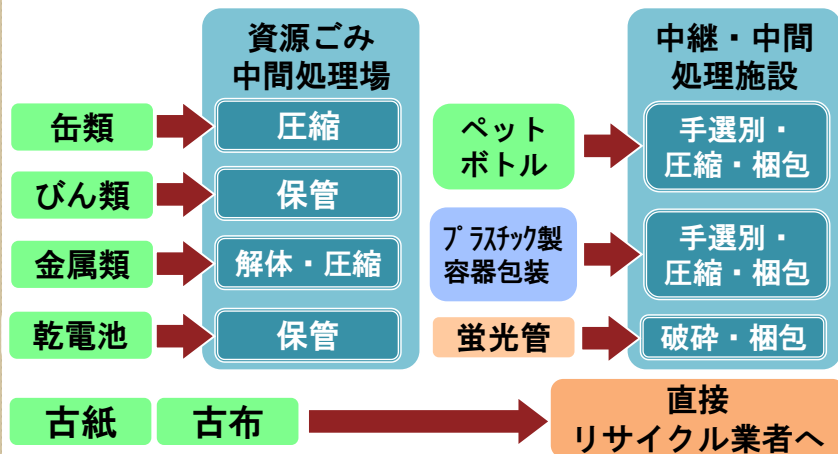 資源ごみ
中間処理場
缶類
圧縮
びん類
保管
金属類
解体・圧縮
乾電池
保管
中継・中間
処理施設
ペット
ボトル
手選別・
圧縮・梱包
プラスチック製
容器包装
手選別・
圧縮・梱包
蛍光管
破砕・梱包
古紙
古布
直接
リサイクル業者へ